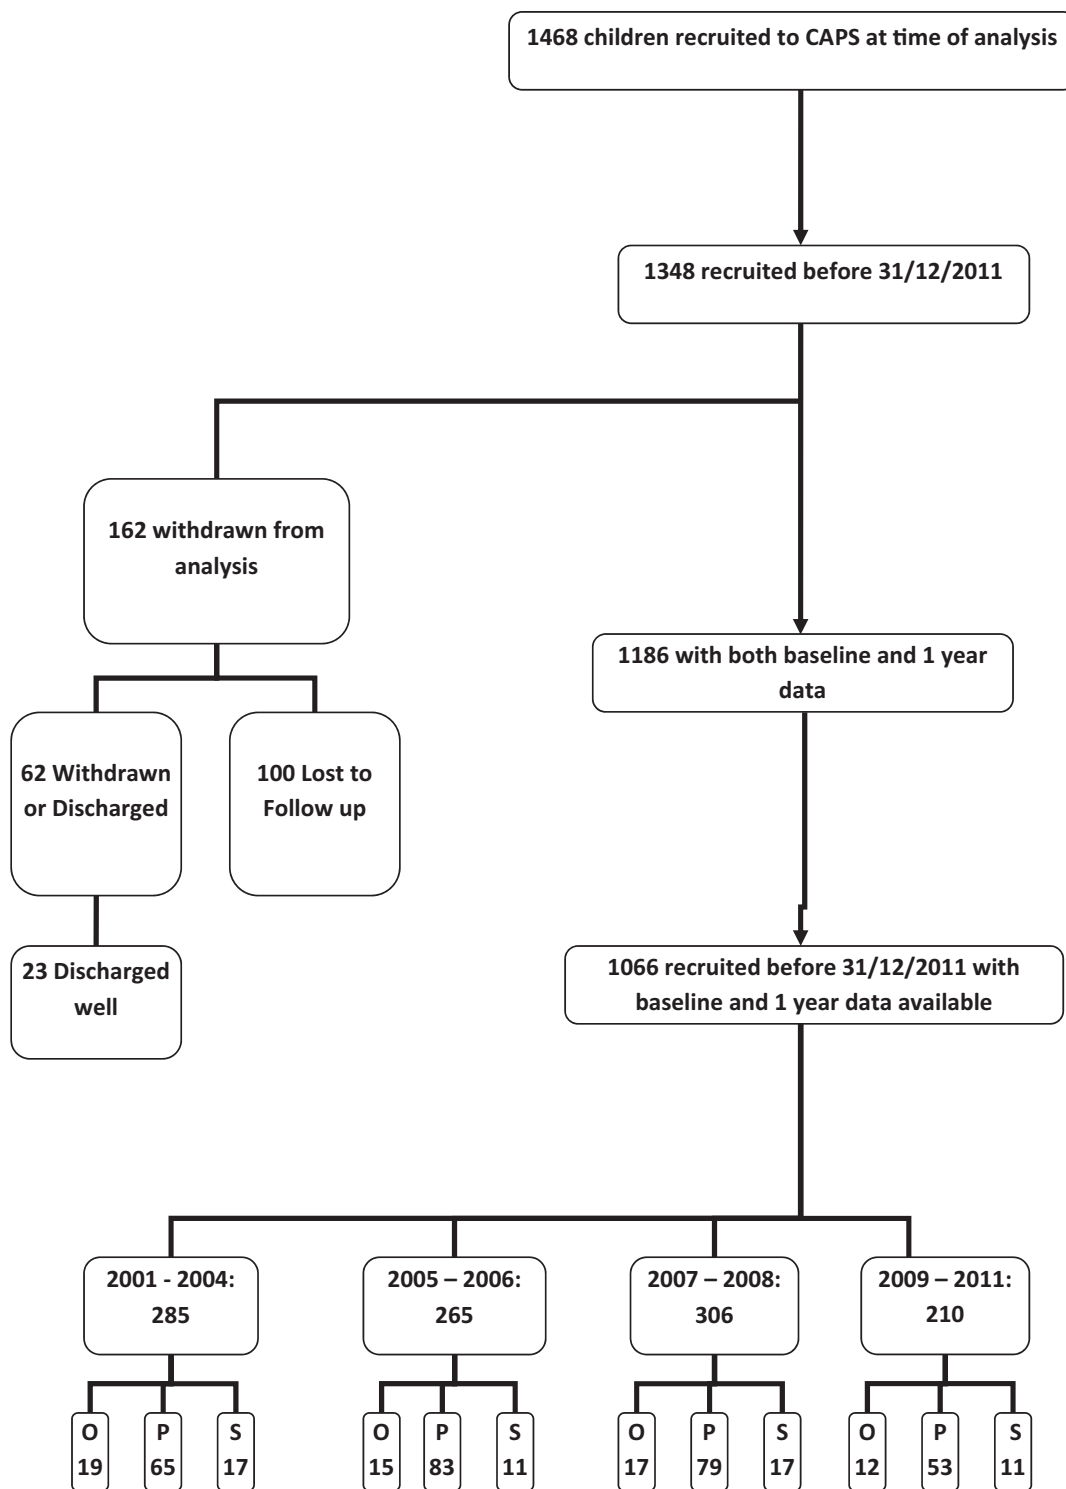 1468 children recruited to CAPS at time of analysis
1348 recruited before 31/12/2011
162 withdrawn from
analysis
1186 with both baseline and 1 year
data
62 Withdrawn
or Discharged
100 Lost to
Follow up
23 Discharged
well
1066 recruited before 31/12/2011 with
baseline and 1 year data available
2001 - 2004:
285
2005 – 2006:
265
2007 – 2008:
306
2009 – 2011:
210
O
19
P
65
S
17
O
15
P
83
S
11
O
17
P
79
S
17
O
12
P
53
S
11